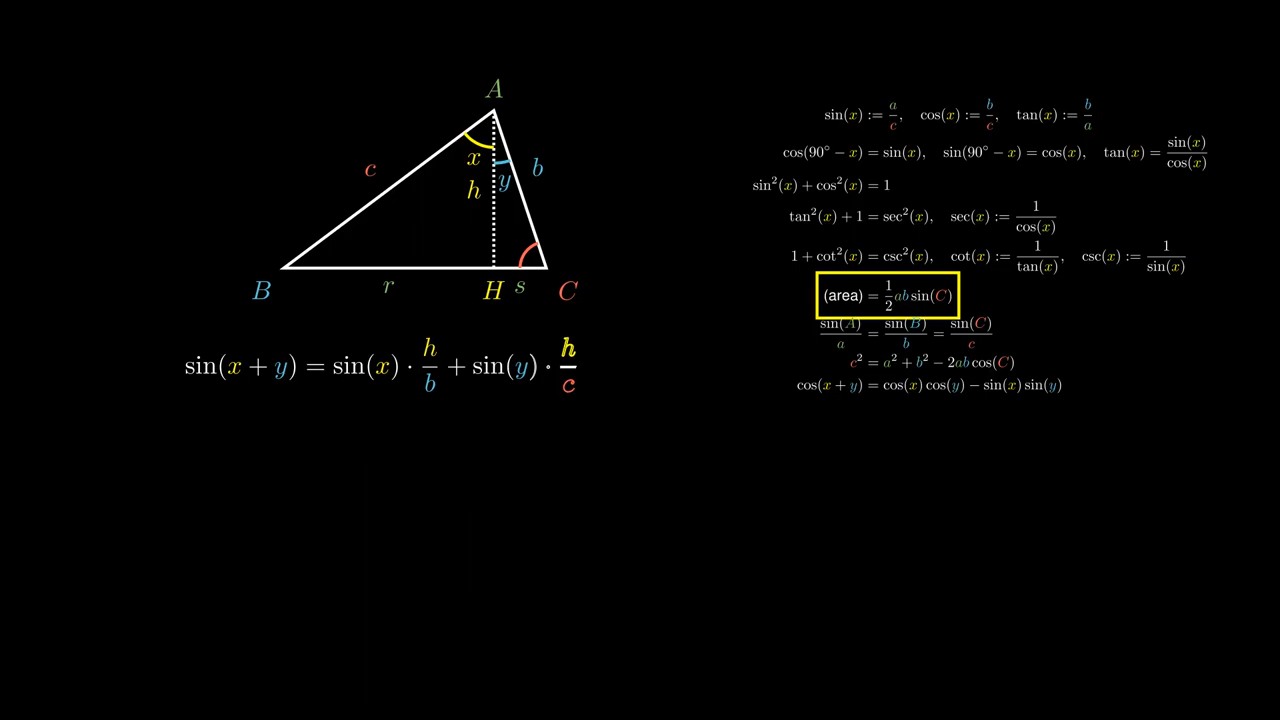 A
c
x
b
y
h
B
r
H
s
C
sin(x + y) = sin(x) · h/b + sin(y) · h/c
sin(x) := a/c, cos(x) := b/c, tan(x) := b/a
cos(90° − x) = sin(x), sin(90° − x) = cos(x), tan(x) = sin(x)/cos(x)
sin²(x) + cos²(x) = 1
tan²(x) + 1 = sec²(x), sec(x) := 1/cos(x)
1 + cot²(x) = csc²(x), cot(x) := 1/tan(x), csc(x) := 1/sin(x)
(area) = 1/2 ab sin(C)
sin(A)/a = sin(B)/b = sin(C)/c
c² = a² + b² − 2ab cos(C)
cos(x + y) = cos(x) cos(y) − sin(x) sin(y)